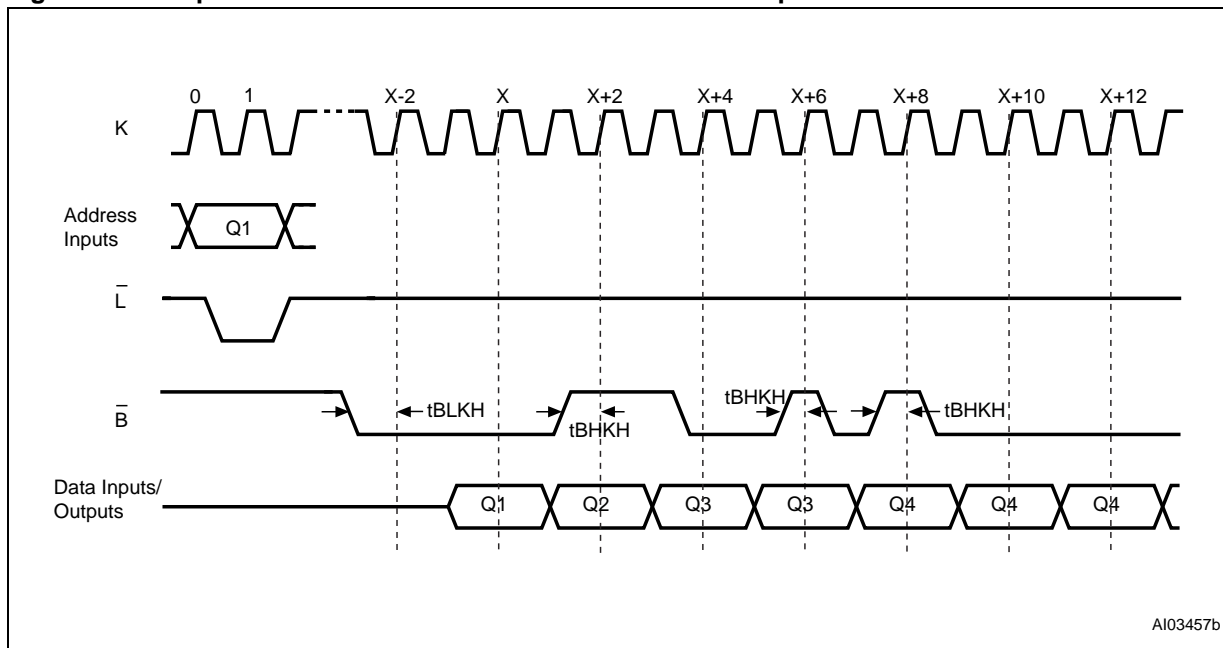 0 1 X-2 X X+2 X+4 X+6 X+8 X+10 X+12
K
Address
Inputs
Q1
L̅
B̅
tBLKH
tBHKH
tBHKH
tBHKH
Data Inputs/
Outputs
Q1 Q2 Q3 Q3 Q4 Q4 Q4
AI03457b